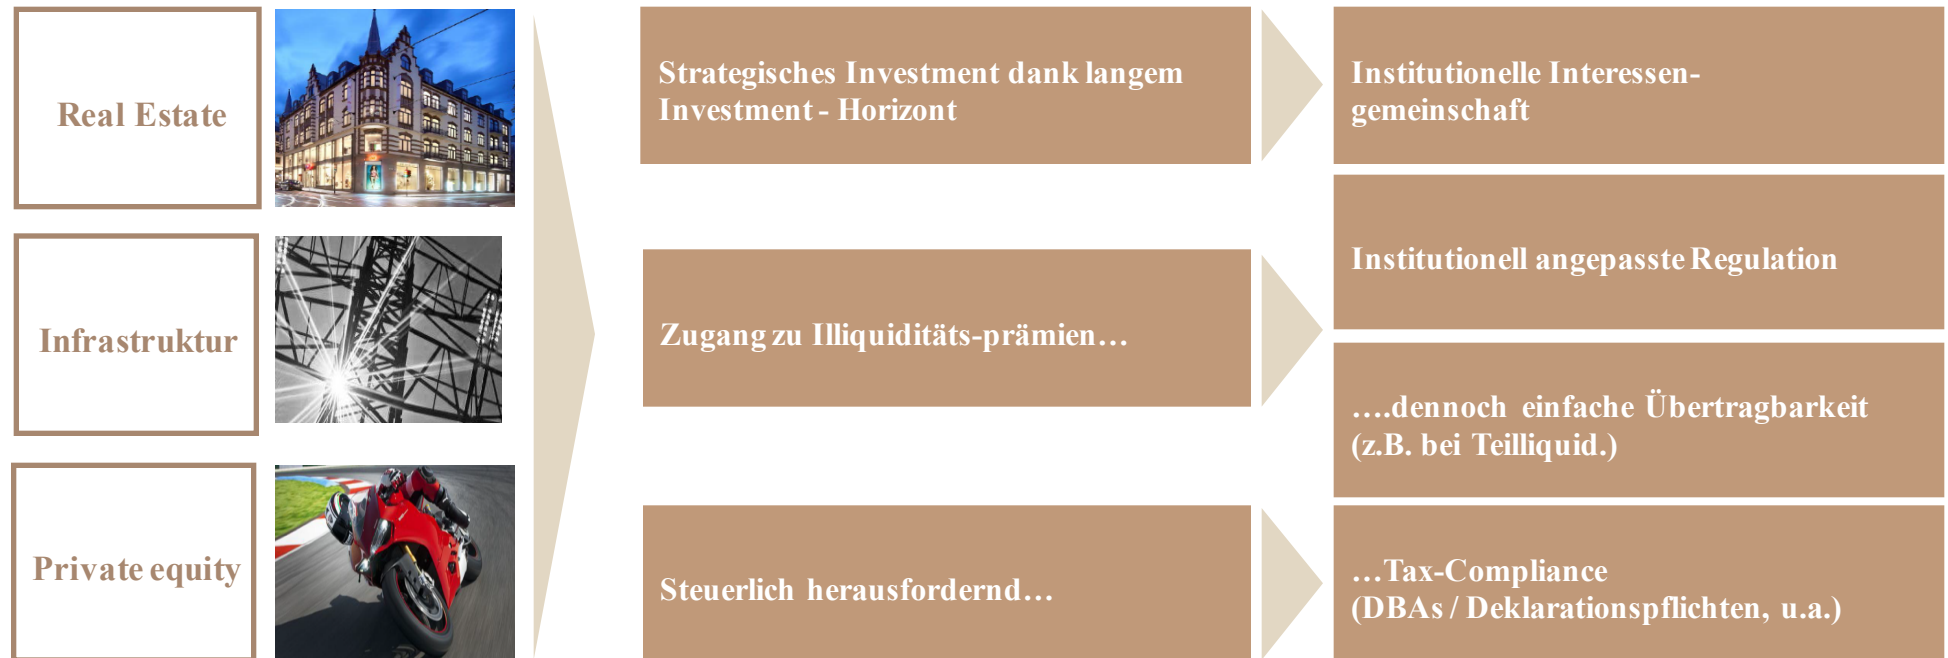 Real Estate
Infrastruktur
Private equity
Strategisches Investment dank langem
Investment - Horizont
Zugang zu Illiquiditäts-prämien…
Steuerlich herausfordernd…
Institutionelle Interessen-
gemeinschaft
Institutionell angepasste Regulation
….dennoch einfache Übertragbarkeit
(z.B. bei Teilliquid.)
…Tax-Compliance
(DBAs / Deklarationspflichten, u.a.)